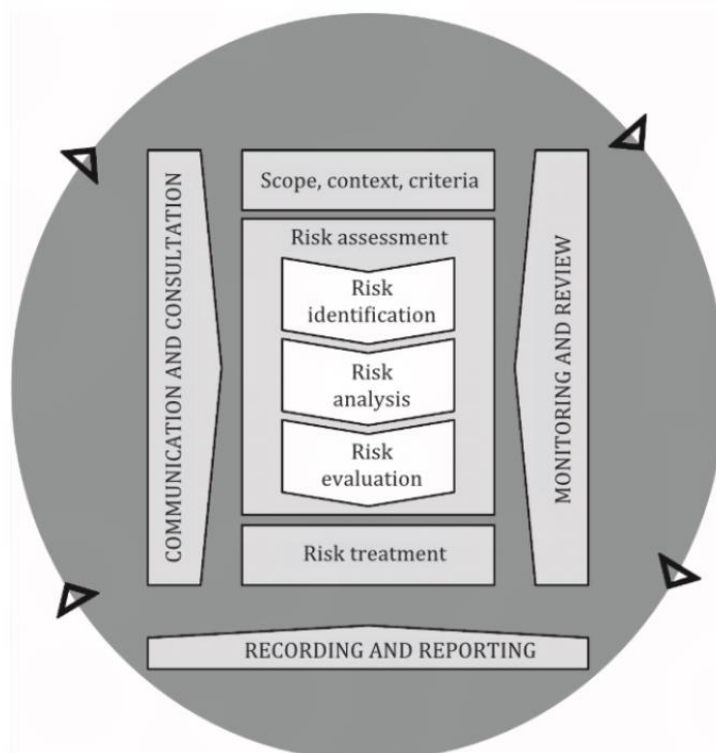 Scope, context, criteria
Risk assessment
Risk
identification
Risk
analysis
Risk
evaluation
Risk treatment
COMMUNICATION AND CONSULTATION
MONITORING AND REVIEW
RECORDING AND REPORTING